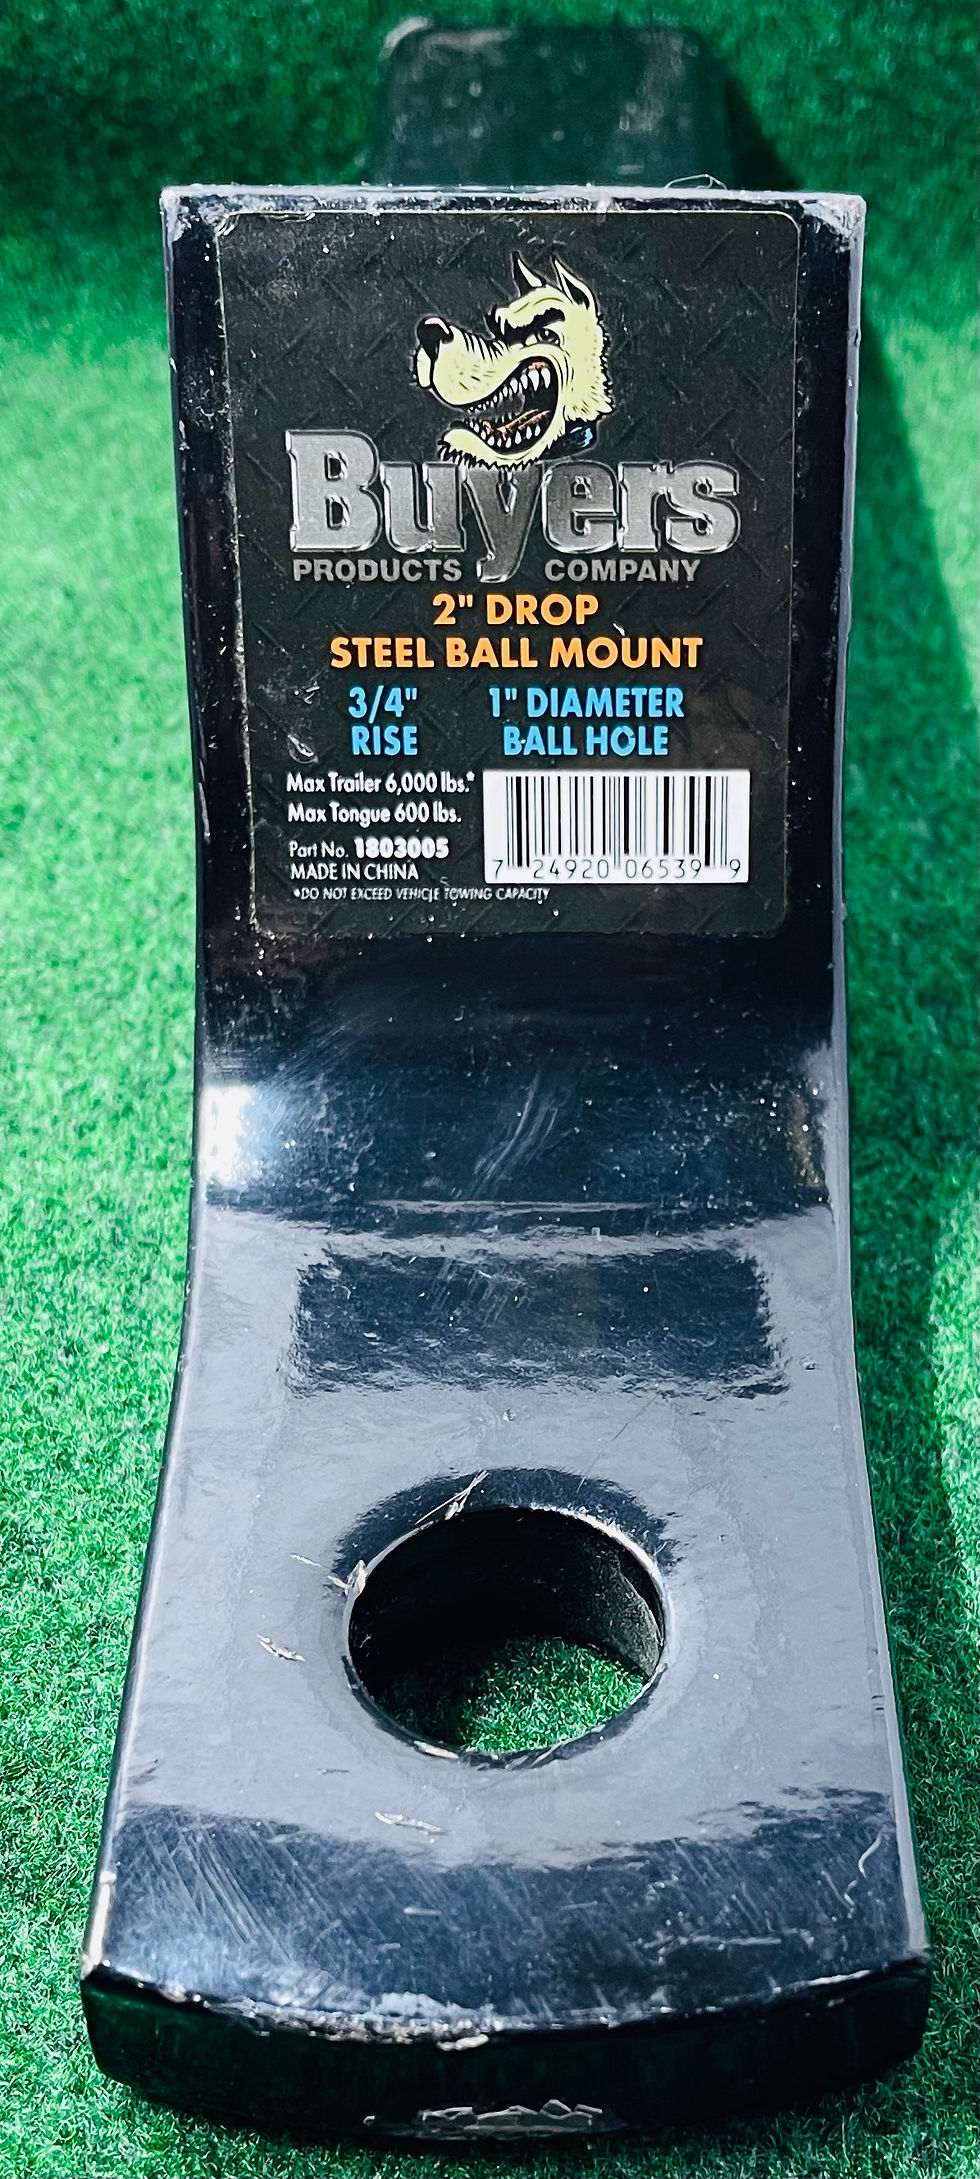 Buyers
PRODUCTS COMPANY
2" DROP
STEEL BALL MOUNT
3/4" 1" DIAMETER
RISE BALL HOLE
Max Trailer 6,000 lbs.*
Max Tongue 600 lbs.
Part No. 1803005
MADE IN CHINA
*DO NOT EXCEED VEHICLE TOWING CAPACITY
7 24920 06539 9